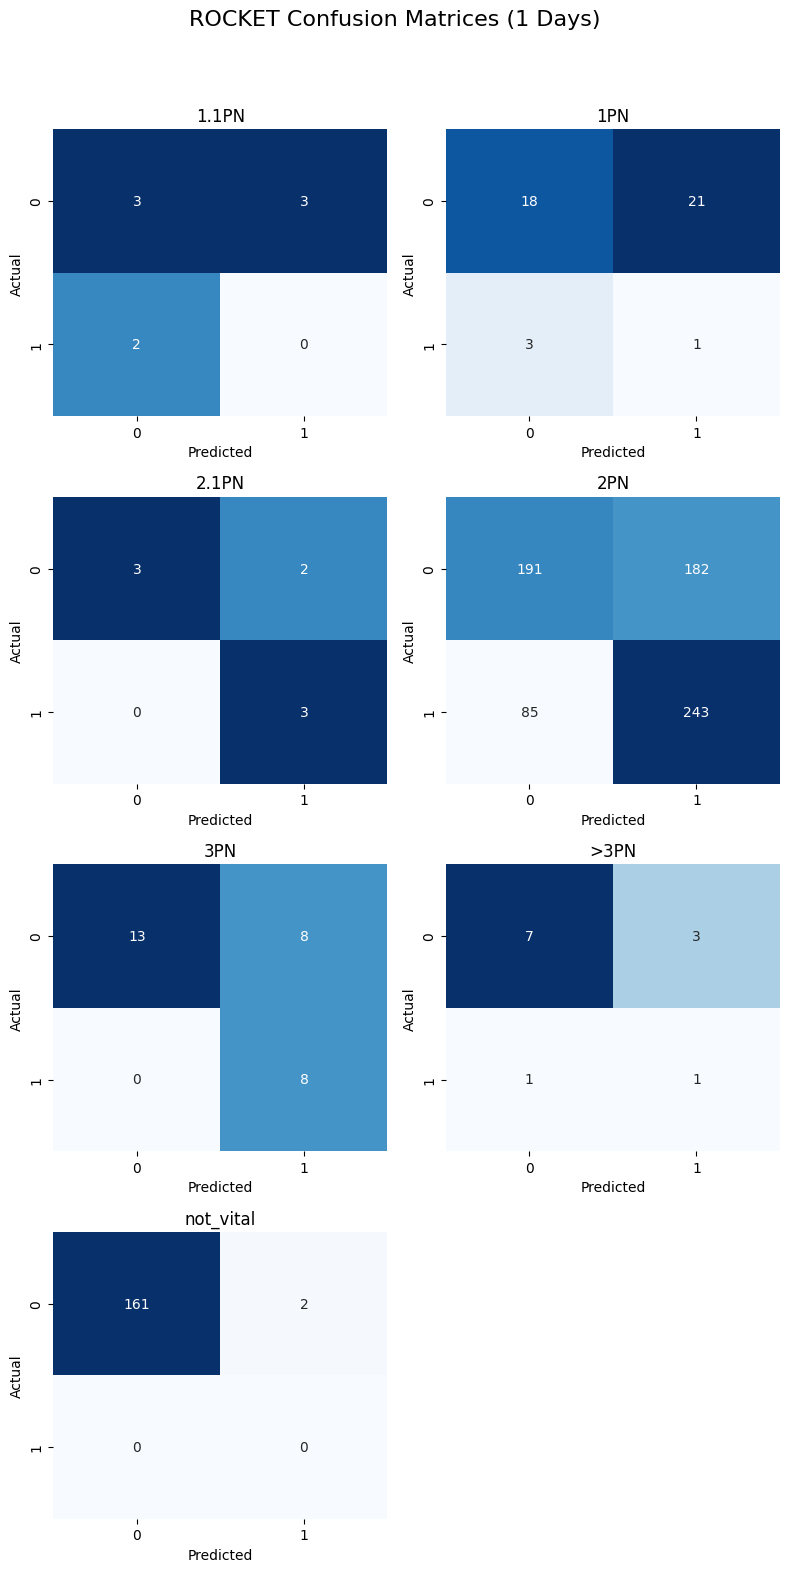 ROCKET Confusion Matrices (1 Days)
1.1PN
1PN
0
3
3
0
18
21
Actual
Actual
1
2
0
1
3
1
0
1
0
1
Predicted
Predicted
2.1PN
2PN
0
3
2
0
191
182
Actual
Actual
1
0
3
1
85
243
0
1
0
1
Predicted
Predicted
3PN
>3PN
0
13
8
0
7
3
Actual
Actual
1
0
8
1
1
1
0
1
0
1
Predicted
Predicted
not_vital
0
161
2
Actual
1
0
0
0
1
Predicted